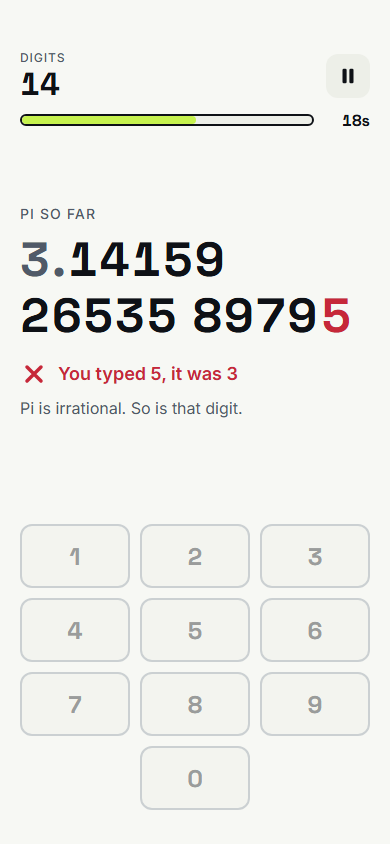 DIGITS
14
18s
PI SO FAR
3.14159
26535 89795
You typed 5, it was 3
Pi is irrational. So is that digit.
1 2 3
4 5 6
7 8 9
0